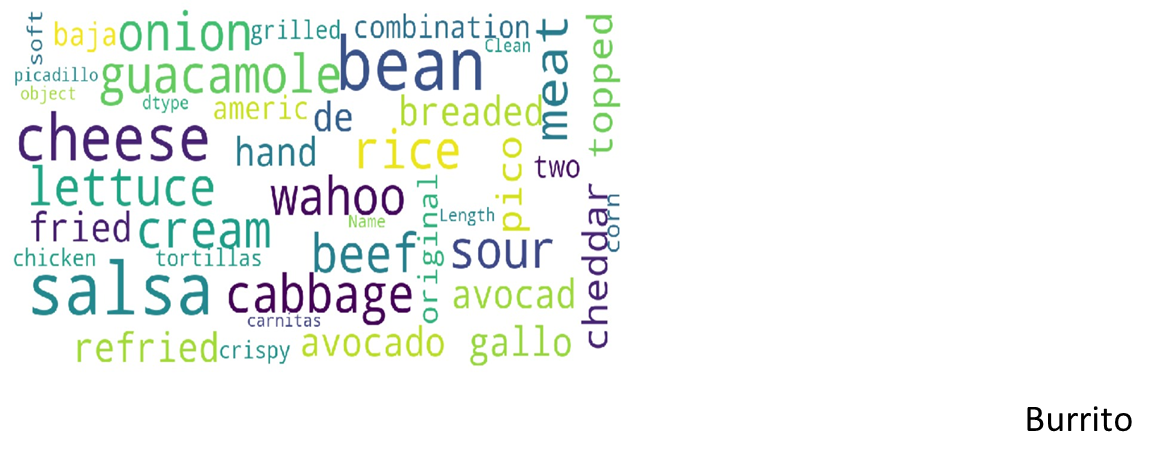 soft baja onion grilled combination
Clean
picadillo guacamole bean meat topped
object dtype americ de breaded
cheese hand rice pico two
lettuce wahoo original Length cheddar corn
fried cream Name beef sour
chicken tortillas
salsa cabbage avocad
carnitas
refried crispy avocado gallo
Burrito